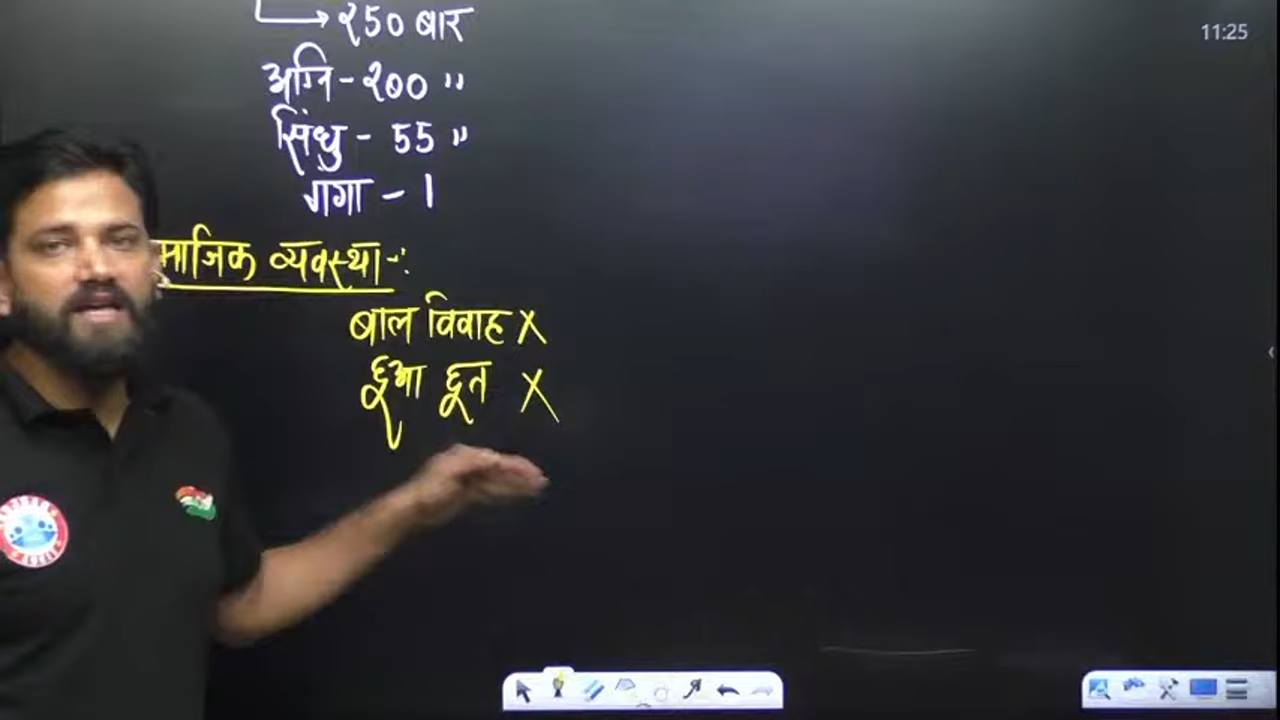 11:25
→ २50 बार
अग्नि - २00 "
सिंधु - 55 "
गंगा - 1
माजिक व्यवस्था -:
बाल विवाह X
छुआ छूत X